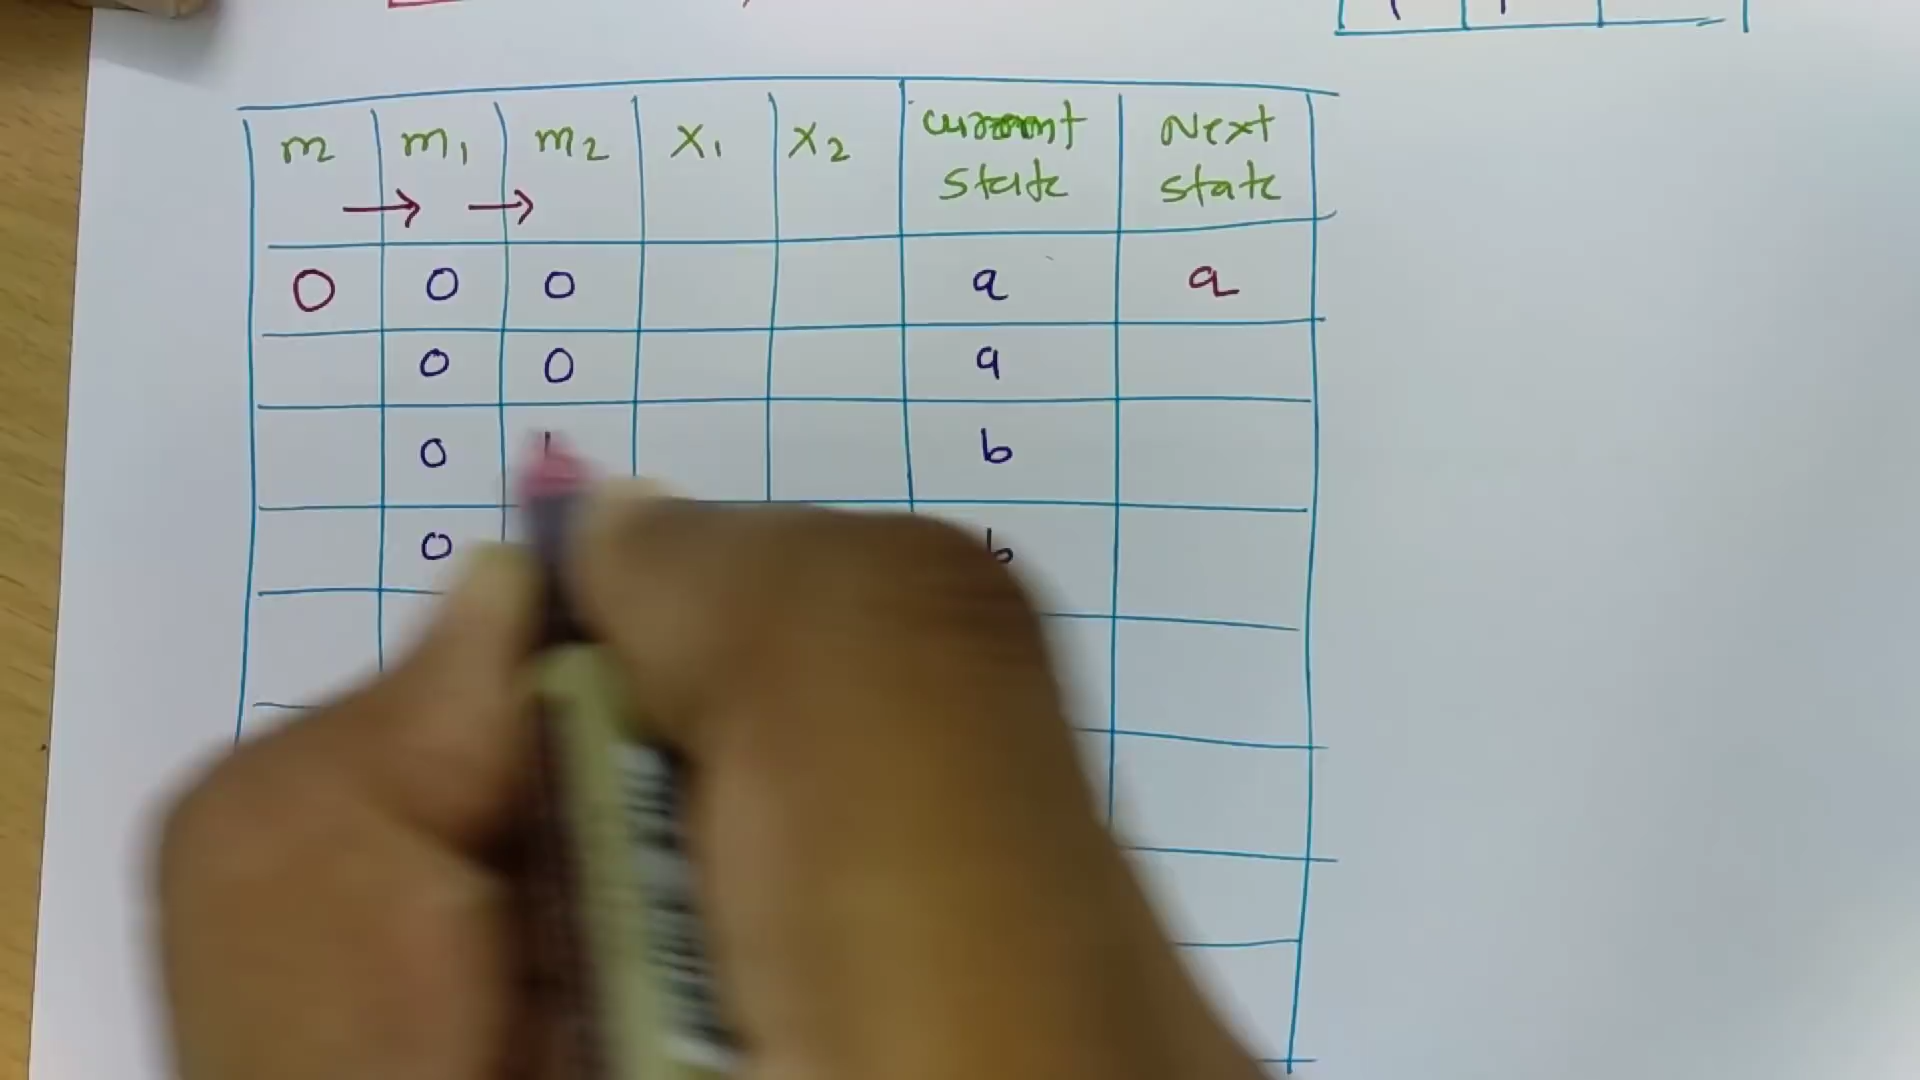 m m1 m2 x1 x2 current state Next state
→ →
0 0 0 a a
0 0 a
0 b
0 b